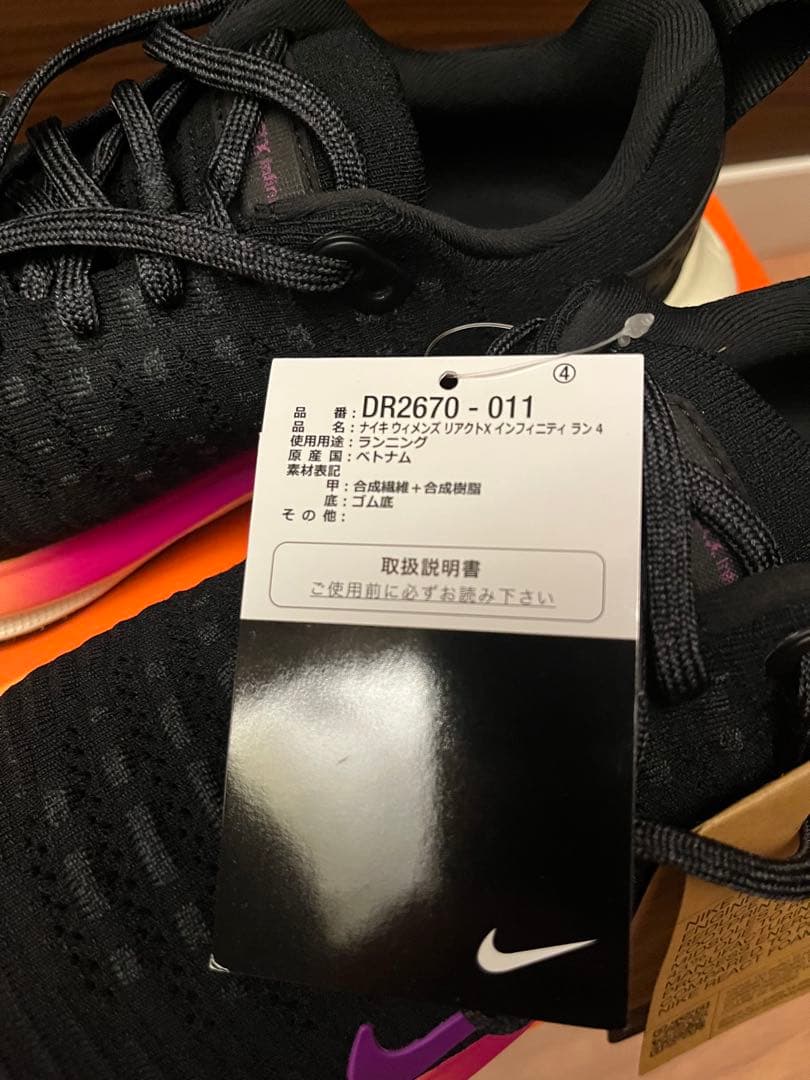 ④
品 番：DR2670 - 011
品 名：ナイキ ウィメンズ リアクトX インフィニティ ラン 4
使用用途：ランニング
原 産 国：ベトナム
素材表記
甲：合成繊維＋合成樹脂
底：ゴム底
そ の 他：
取扱説明書
ご使用前に必ずお読み下さい
NIKE REACT FOAM